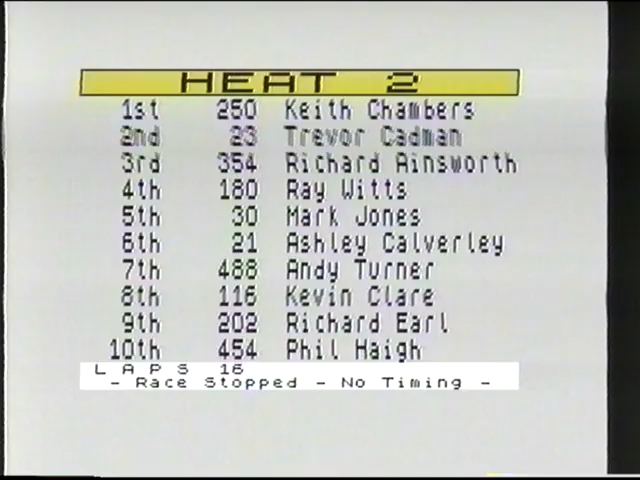 HEAT 2
1st 250 Keith Chambers
2nd 23 Trevor Cadman
3rd 354 Richard Ainsworth
4th 180 Ray Witts
5th 30 Mark Jones
6th 21 Ashley Calverley
7th 488 Andy Turner
8th 116 Kevin Clare
9th 202 Richard Earl
10th 454 Phil Haigh
LAPS 16
- Race Stopped - No Timing -